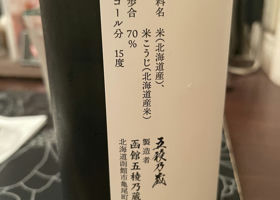 料名 米(北海道産)、
米こうじ(北海道産米)
歩合 70%
コール分 15度
五稜乃蔵
製造者
函館五稜乃蔵
北海道函館市亀尾町